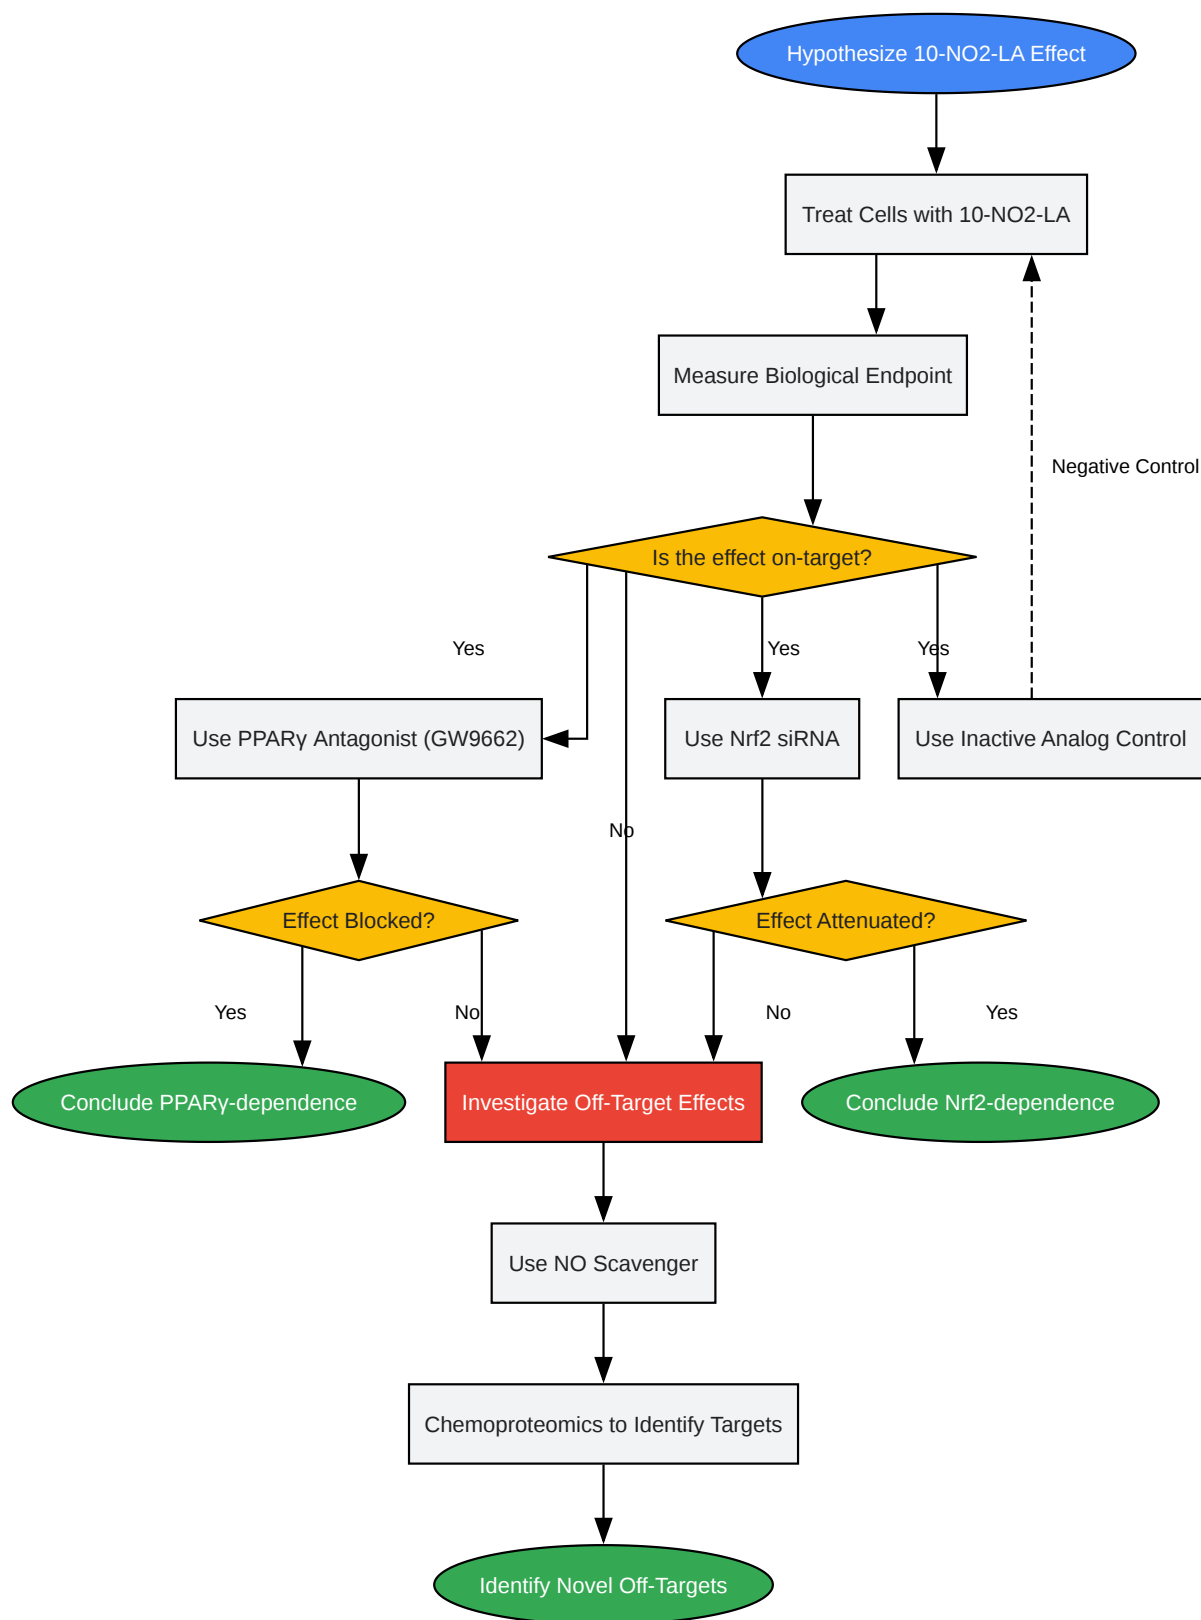 Hypothesize 10-NO2-LA Effect
Treat Cells with 10-NO2-LA
Measure Biological Endpoint
Negative Control
Is the effect on-target?
Yes
Yes
Yes
Use PPARγ Antagonist (GW9662)
Use Nrf2 siRNA
Use Inactive Analog Control
No
Effect Blocked?
Effect Attenuated?
Yes
No
No
Yes
Conclude PPARγ-dependence
Investigate Off-Target Effects
Conclude Nrf2-dependence
Use NO Scavenger
Chemoproteomics to Identify Targets
Identify Novel Off-Targets